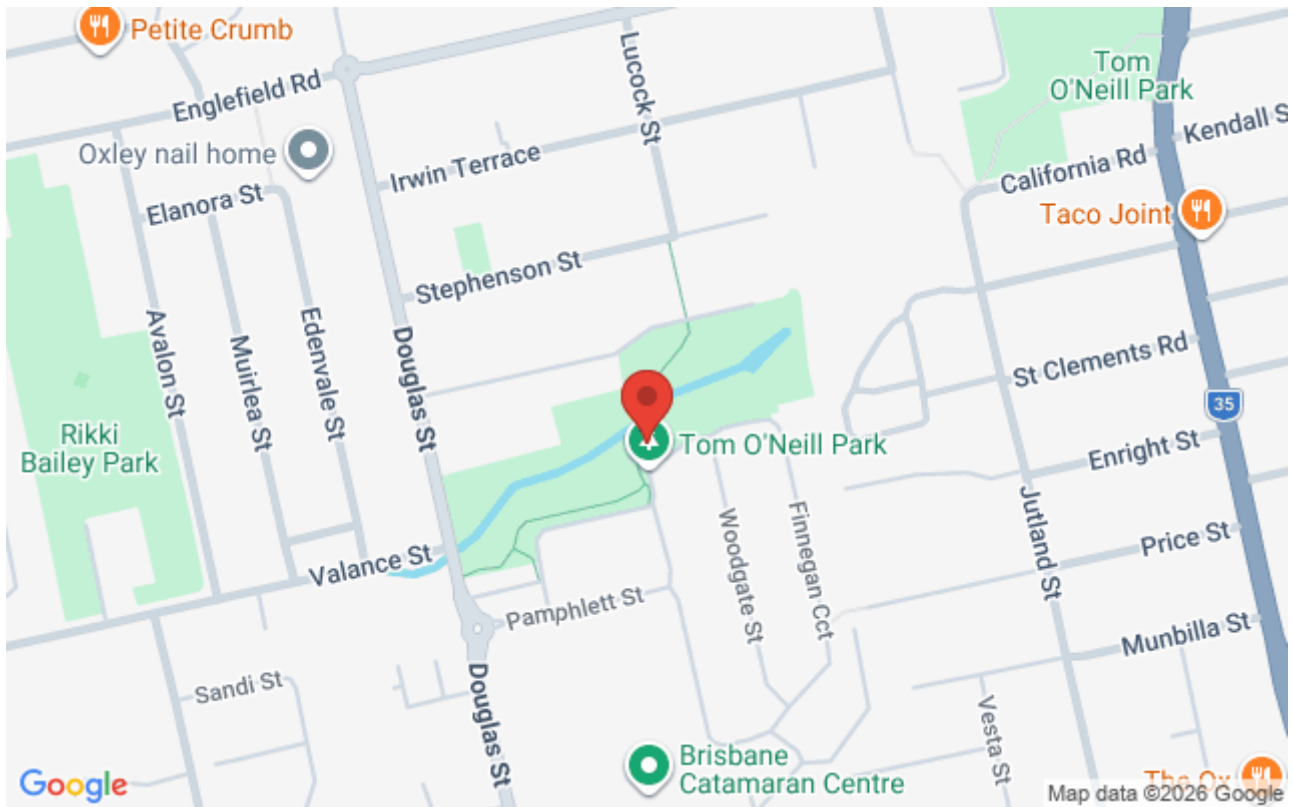 Petite Crumb
Englefield Rd
Lucock St
Tom
O'Neill Park
Kendall S
Oxley nail home
Irwin Terrace
California Rd
Elanora St
Taco Joint
Stephenson St
Avalon St
Muirlea St
Edenvale St
Douglas St
St Clements Rd
35
Rikki
Bailey Park
Tom O'Neill Park
Enright St
Woodgate St
Finnegan Cct
Jutland St
Price St
Valance St
Pamphlett St
Munbilla St
Sandi St
Douglas St
Vesta St
Brisbane
Catamaran Centre
The Ox
Google
Map data ©2026 Google